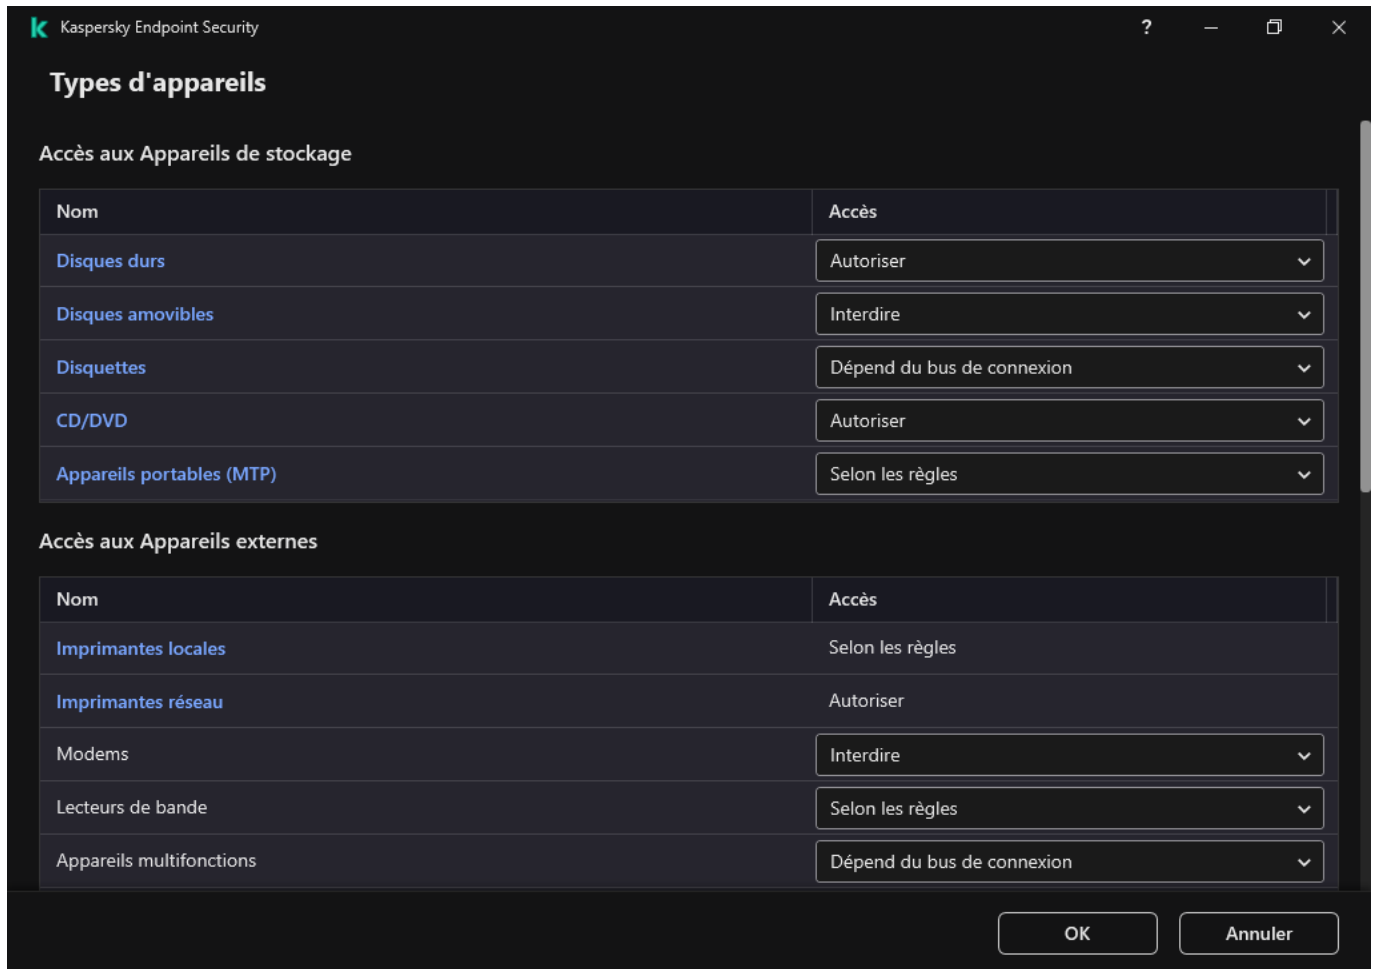 Kaspersky Endpoint Security ?
Types d'appareils
Accès aux Appareils de stockage
Nom Accès
Disques durs Autoriser
Disques amovibles Interdire
Disquettes Dépend du bus de connexion
CD/DVD Autoriser
Appareils portables (MTP) Selon les règles
Accès aux Appareils externes
Nom Accès
Imprimantes locales Selon les règles
Imprimantes réseau Autoriser
Modems Interdire
Lecteurs de bande Selon les règles
Appareils multifonctions Dépend du bus de connexion
OK Annuler